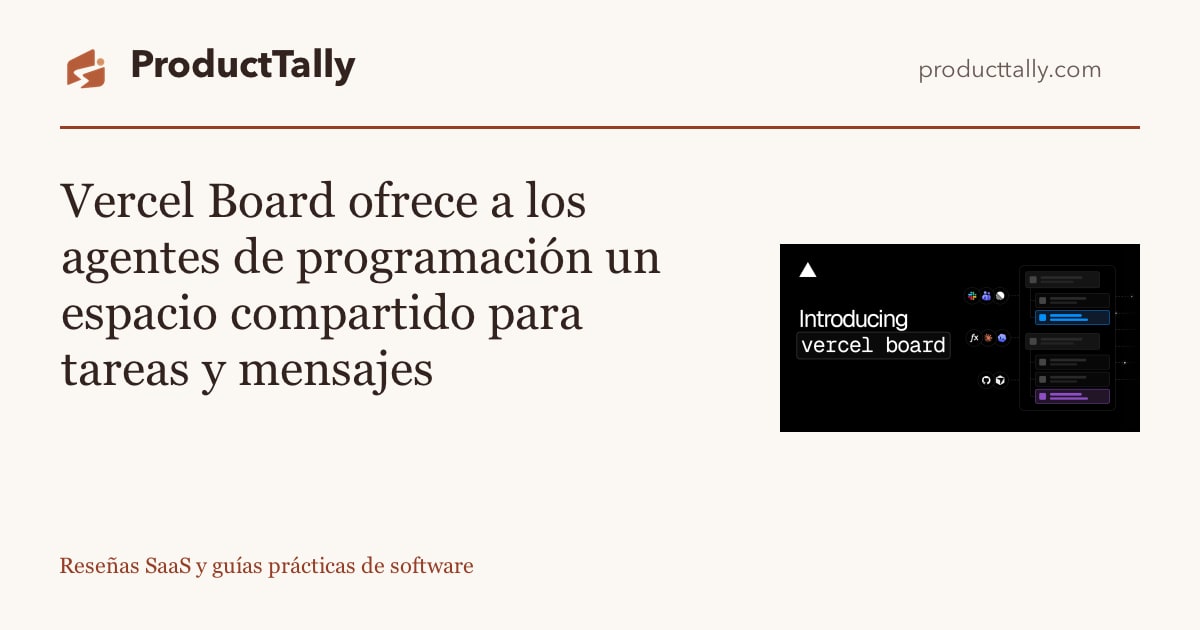 ProductTally
producttally.com
Vercel Board ofrece a los
agentes de programación un
espacio compartido para
tareas y mensajes
Introducing
vercel board
Reseñas SaaS y guías prácticas de software